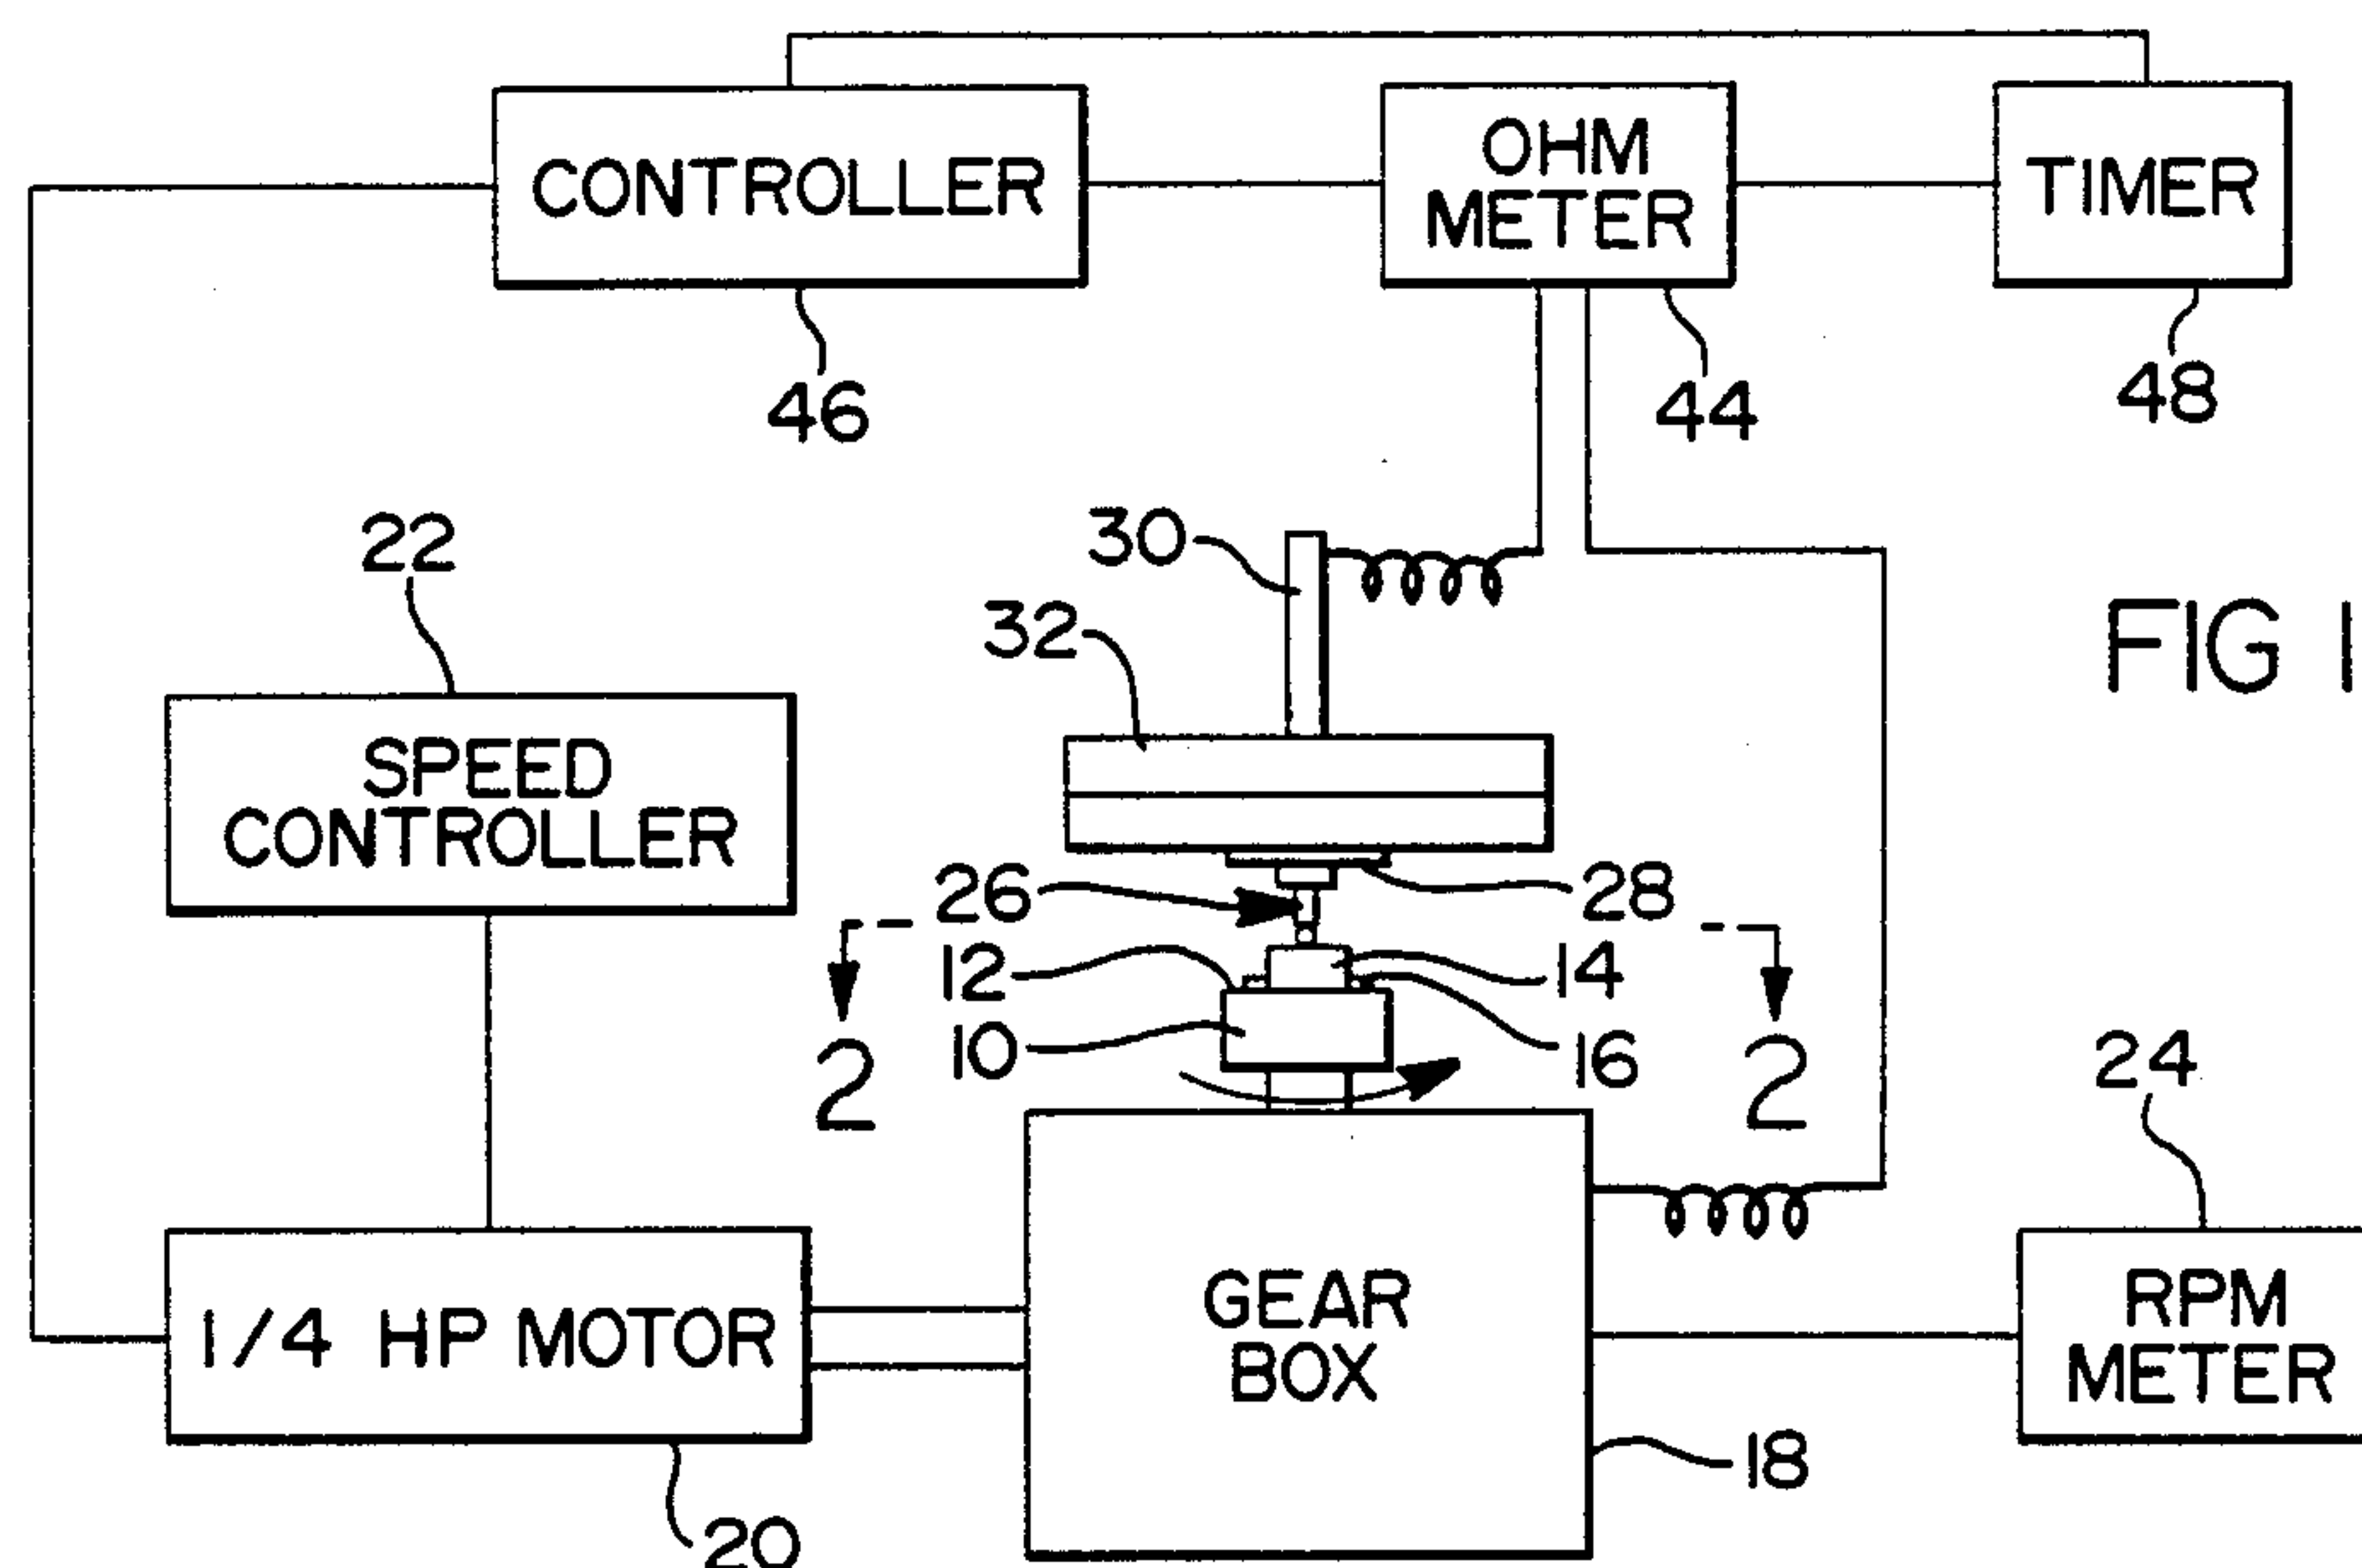 CONTROLLER
OHM
METER
TIMER
46
44
48
22
30
32
FIG 1
SPEED
CONTROLLER
26
28
12
14
10
16
2
2
24
1/4 HP MOTOR
GEAR
BOX
RPM
METER
18
20